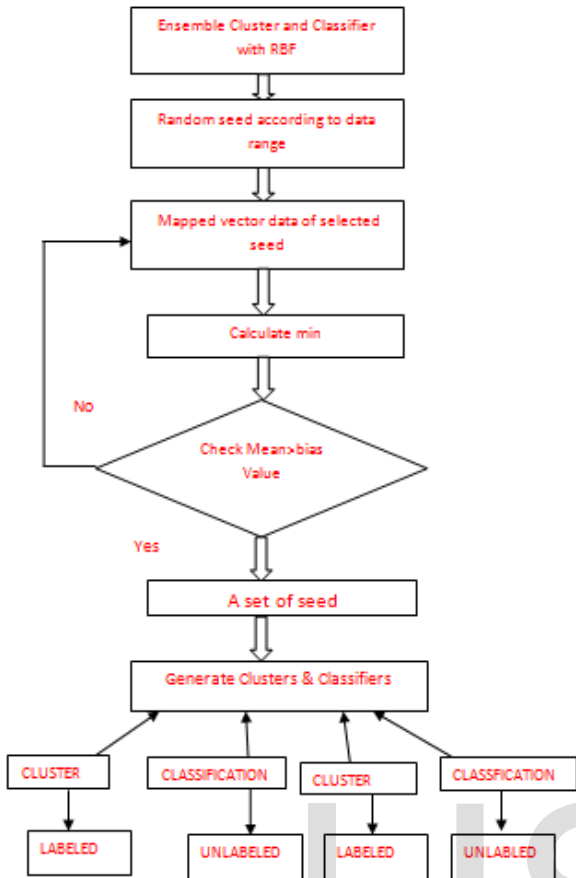 Ensemble Cluster and Classifier
with RBF
Random seed according to data
range
Mapped vector data of selected
seed
Calculate min
No
Check Mean>bias
Value
Yes
A set of seed
Generate Clusters & Classifiers
CLUSTER
CLASSIFICATION
CLUSTER
CLASSFICATION
LABELED
UNLABELED
LABELED
UNLABLED